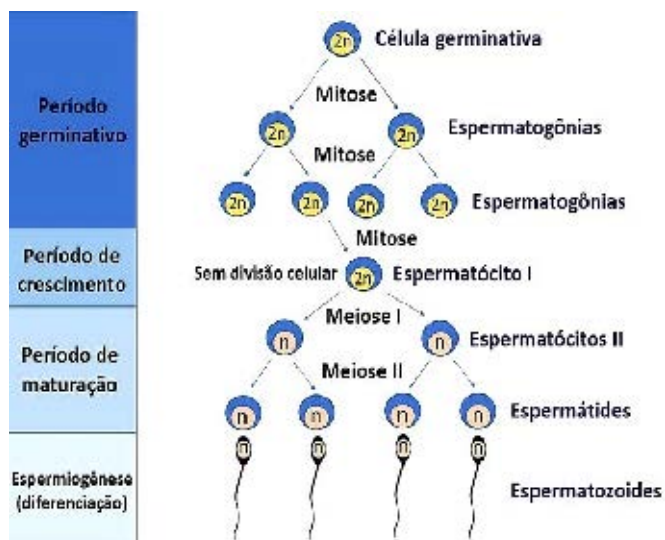 2n
Célula germinativa
Mitose
Período
germinativo
2n
2n
Espermatogônias
Mitose
2n
2n
2n
2n
Espermatogônias
Mitose
Período de
crescimento
Sem divisão celular
2n
Espermatócito I
Meiose I
n
n
Espermatócitos II
Período de
maturação
Meiose II
n
n
n
n
Espermátides
n
n
n
n
Espermiogênese
(diferenciação)
Espermatozoides